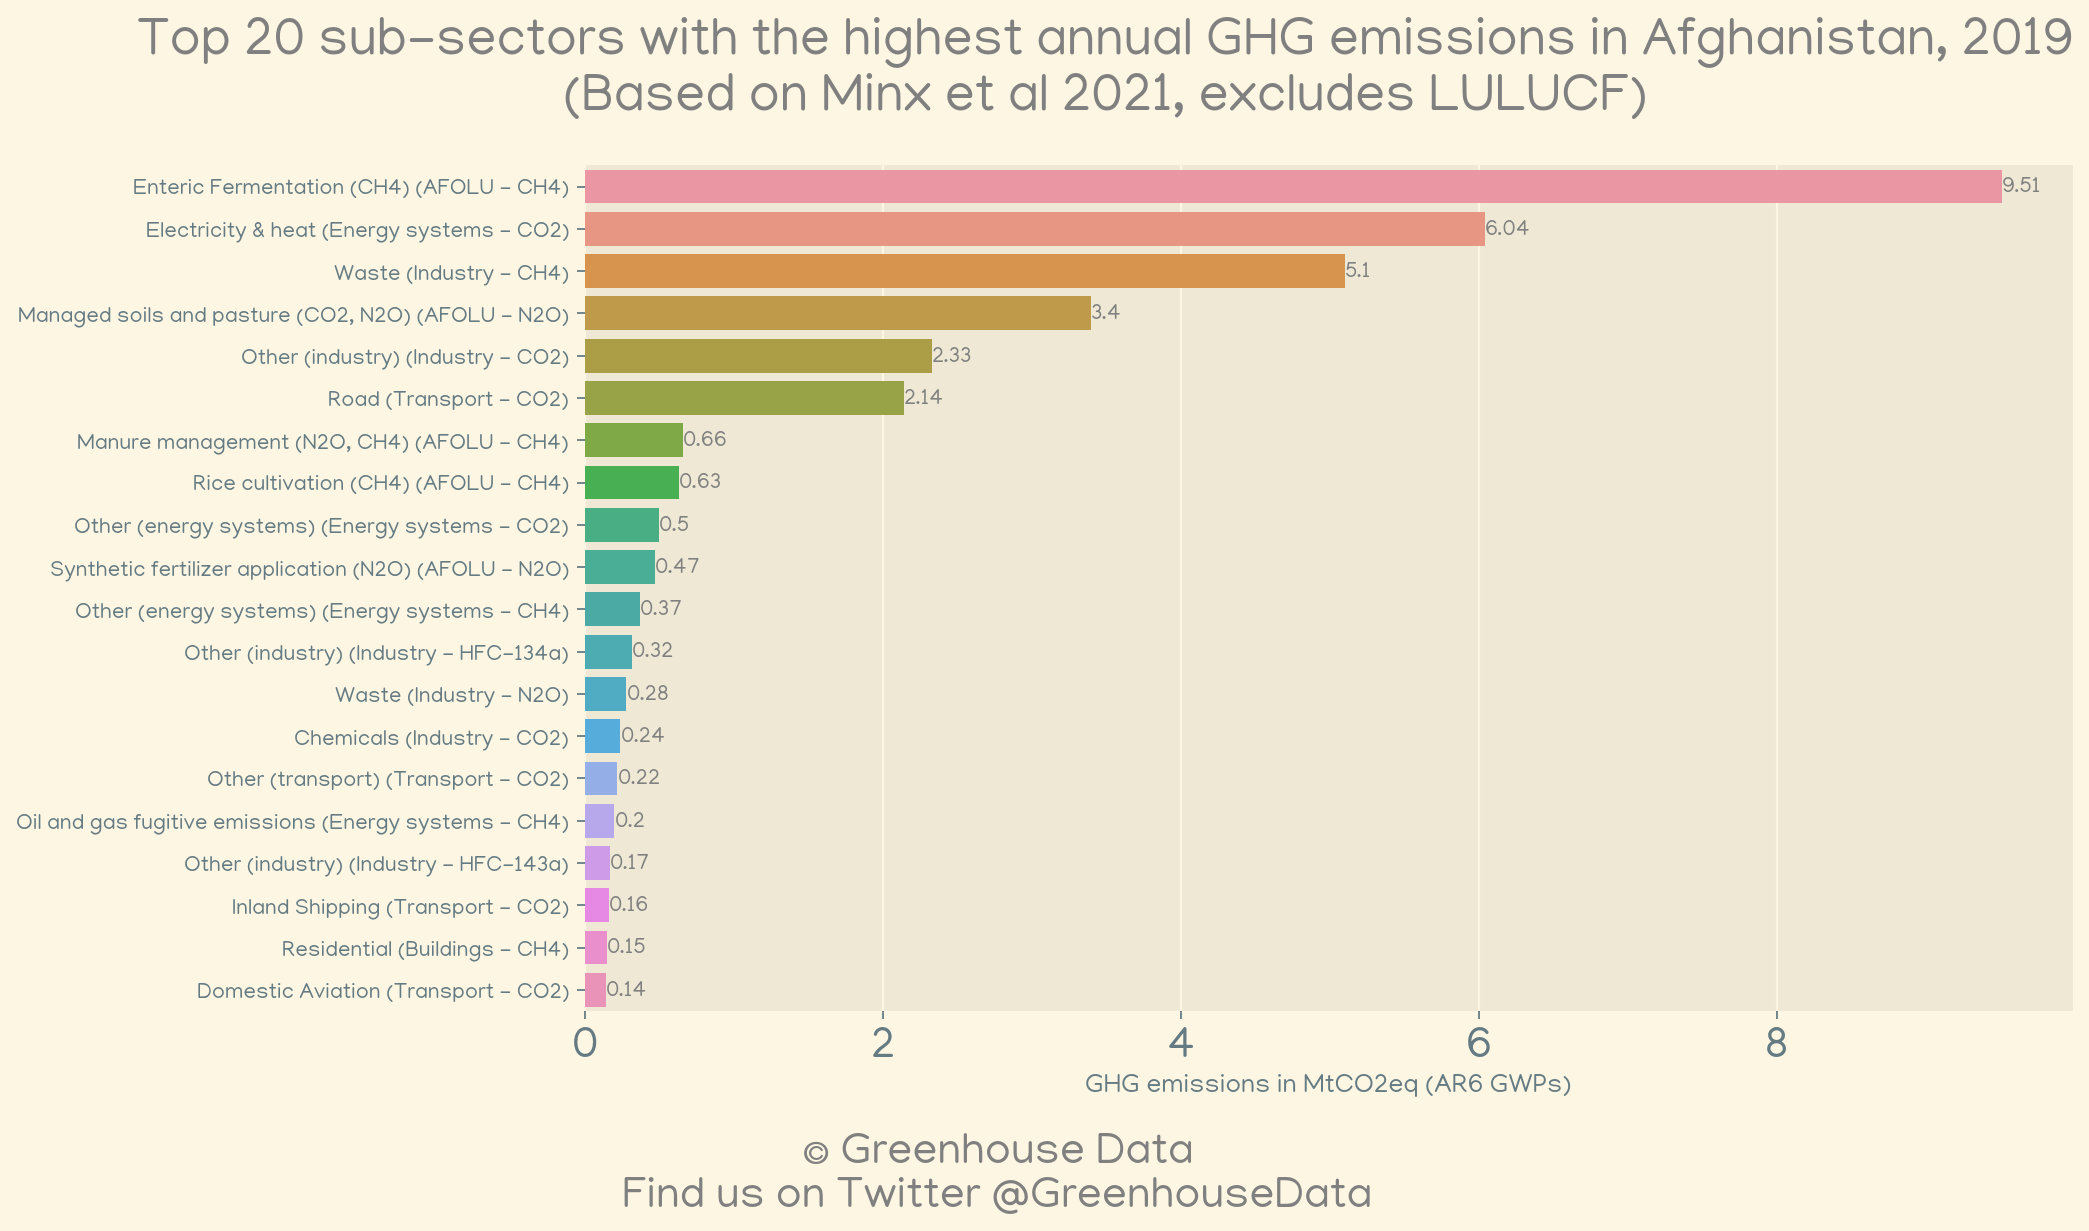 Top 20 sub-sectors with the highest annual GHG emissions in Afghanistan, 2019
(Based on Minx et al 2021, excludes LULUCF)
Enteric Fermentation (CH4) (AFOLU - CH4) 9.51
Electricity & heat (Energy systems - CO2) 6.04
Waste (Industry - CH4) 5.1
Managed soils and pasture (CO2, N2O) (AFOLU - N2O) 3.4
Other (industry) (Industry - CO2) 2.33
Road (Transport - CO2) 2.14
Manure management (N2O, CH4) (AFOLU - CH4) 0.66
Rice cultivation (CH4) (AFOLU - CH4) 0.63
Other (energy systems) (Energy systems - CO2) 0.5
Synthetic fertilizer application (N2O) (AFOLU - N2O) 0.47
Other (energy systems) (Energy systems - CH4) 0.37
Other (industry) (Industry - HFC-134a) 0.32
Waste (Industry - N2O) 0.28
Chemicals (Industry - CO2) 0.24
Other (transport) (Transport - CO2) 0.22
Oil and gas fugitive emissions (Energy systems - CH4) 0.2
Other (industry) (Industry - HFC-143a) 0.17
Inland Shipping (Transport - CO2) 0.16
Residential (Buildings - CH4) 0.15
Domestic Aviation (Transport - CO2) 0.14
0 2 4 6 8
GHG emissions in MtCO2eq (AR6 GWPs)
© Greenhouse Data
Find us on Twitter @GreenhouseData